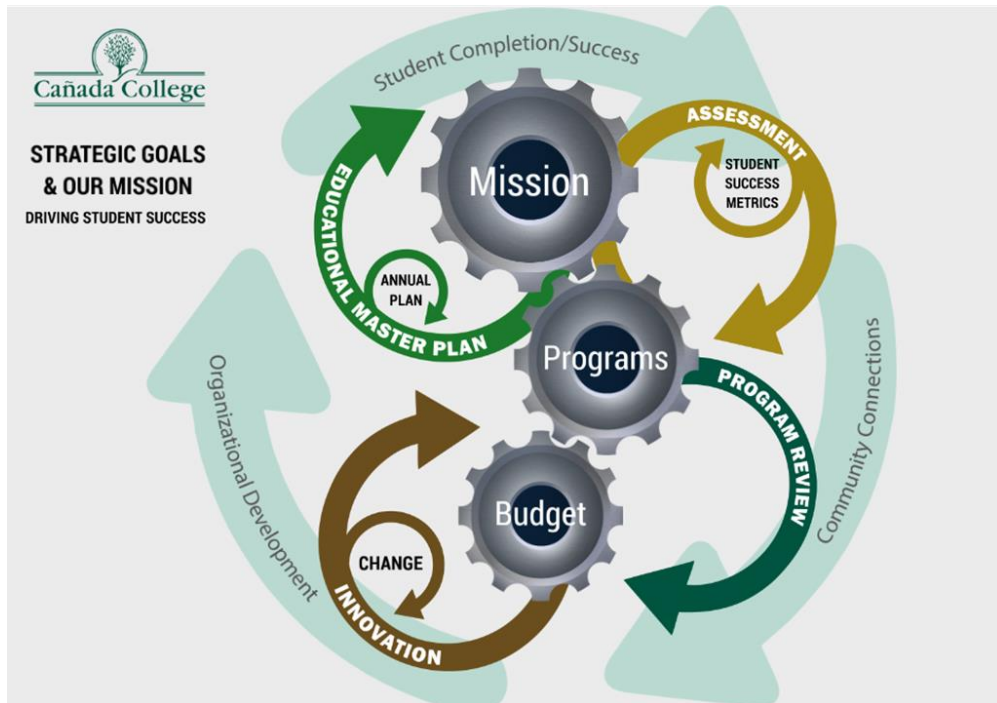 Cañada College
STRATEGIC GOALS
& OUR MISSION
DRIVING STUDENT SUCCESS
Student Completion/Success
Mission
ASSESSMENT
STUDENT
SUCCESS
METRICS
EDUCATIONAL MASTER PLAN
ANNUAL
PLAN
Programs
PROGRAM REVIEW
Community Connections
Organizational Development
Budget
CHANGE
INNOVATION